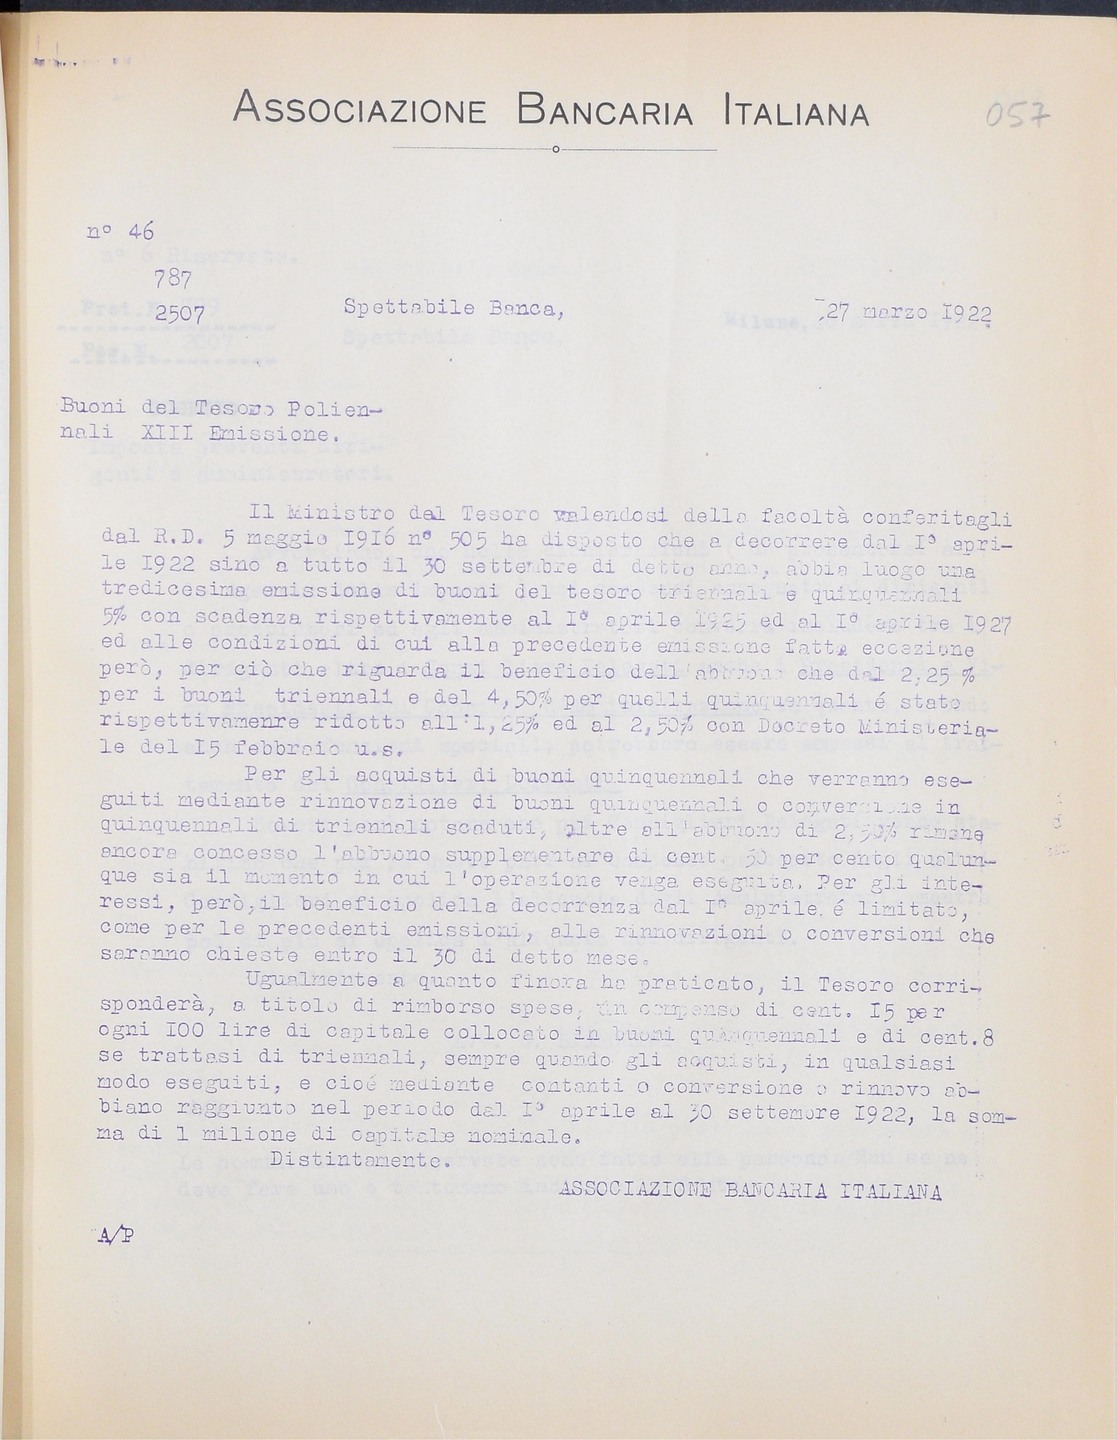 ASSOCIAZIONE BANCARIA ITALIANA
057
nº 46
787
2507
Spettabile Banca,
27 marzo 1922
Buoni del Tesoro Polien-
nali XIII Emissione.
Il Ministro del Tesoro valendosi della facoltà conferitagli
dal R.D. 5 maggio 1916 nº 505 ha disposto che a decorrere dal Iº apri-
le 1922 sino a tutto il 30 settembre di detto anno, abbia luogo una
tredicesima emissione di buoni del tesoro triennali e quinquennali
5% con scadenza rispettivamente al Iº aprile 1925 ed al Iº aprile 1927
ed alle condizioni di cui alla precedente emissione fatta eccezione
però, per ciò che riguarda il beneficio dell'abbuono che dal 2,25 %
per i buoni triennali e del 4,50% per quelli quinquennali é stato
rispettivamenre ridotto all'1,25% ed al 2,50% con Decreto Ministeria-
le del 15 febbraio u.s.
Per gli acquisti di buoni quinquennali che verranno ese-
guiti mediante rinnovazione di buoni quinquennali o conversione in
quinquennali di triennali scaduti, oltre all'abbuono di 2,50% rimane
ancora concesso l'abbuono supplementare di cent. 50 per cento qualun-
que sia il momento in cui l'operazione venga eseguita. Per gli inte-
ressi, però, il beneficio della decorrenza dal Iº aprile é limitato,
come per le precedenti emissioni, alle rinnovazioni o conversioni che
saranno chieste entro il 30 di detto mese.
Ugualmente a quanto finora ha praticato, il Tesoro corri-
sponderà, a titolo di rimborso spese, un compenso di cent. 15 per
ogni 100 lire di capitale collocato in buoni quinquennali e di cent.8
se trattasi di triennali, sempre quando gli acquisti, in qualsiasi
modo eseguiti, e cioé mediante contanti o conversione o rinnovo ab-
biano raggiunto nel periodo dal Iº aprile al 30 settembre 1922, la som-
ma di 1 milione di capitale nominale.
Distintamente.
ASSOCIAZIONE BANCARIA ITALIANA
A/P